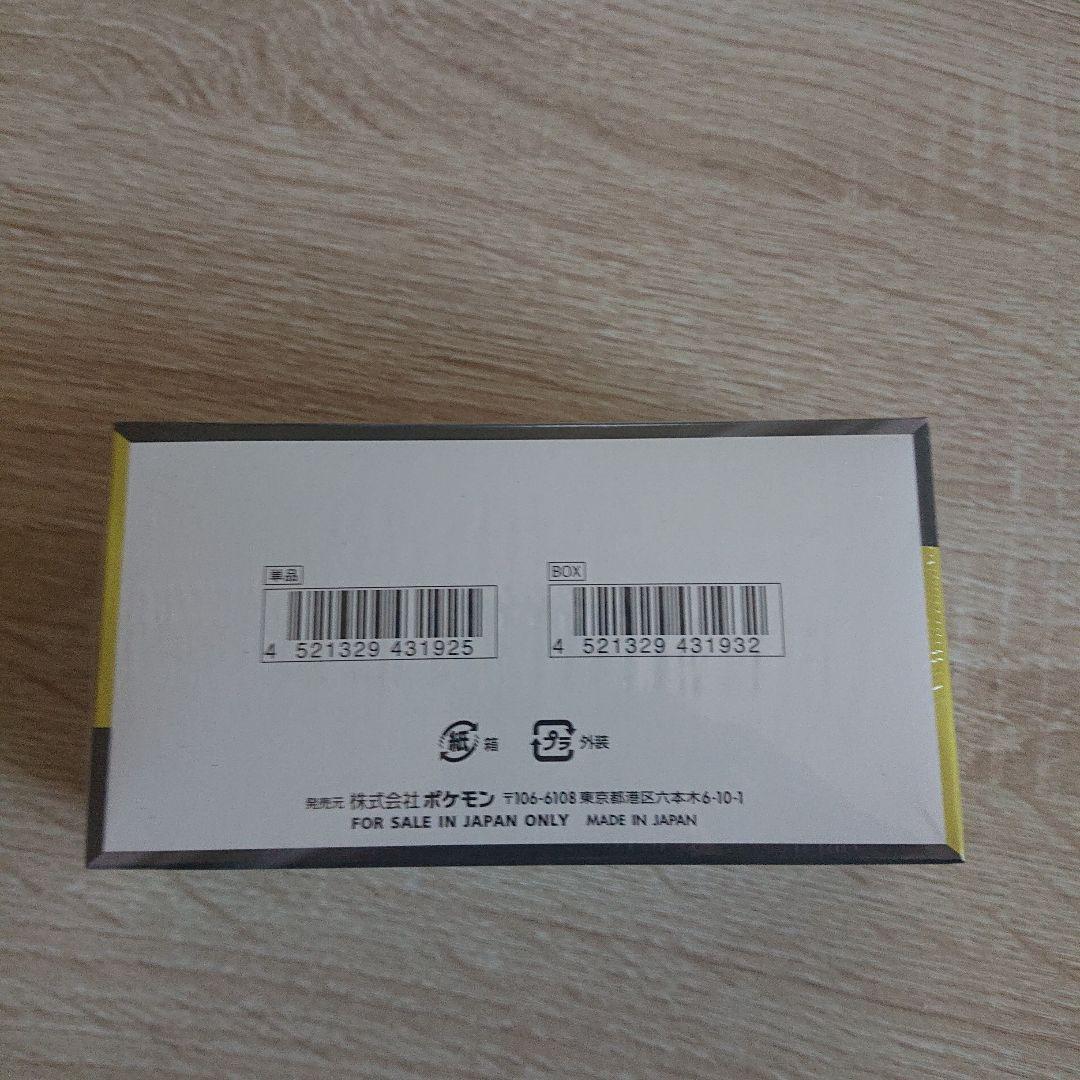 単品
4 521329 431925
BOX
4 521329 431932
紙 箱
プラ 外装
発売元 株式会社 ポケモン 〒106-6108 東京都港区六本木6-10-1
FOR SALE IN JAPAN ONLY MADE IN JAPAN